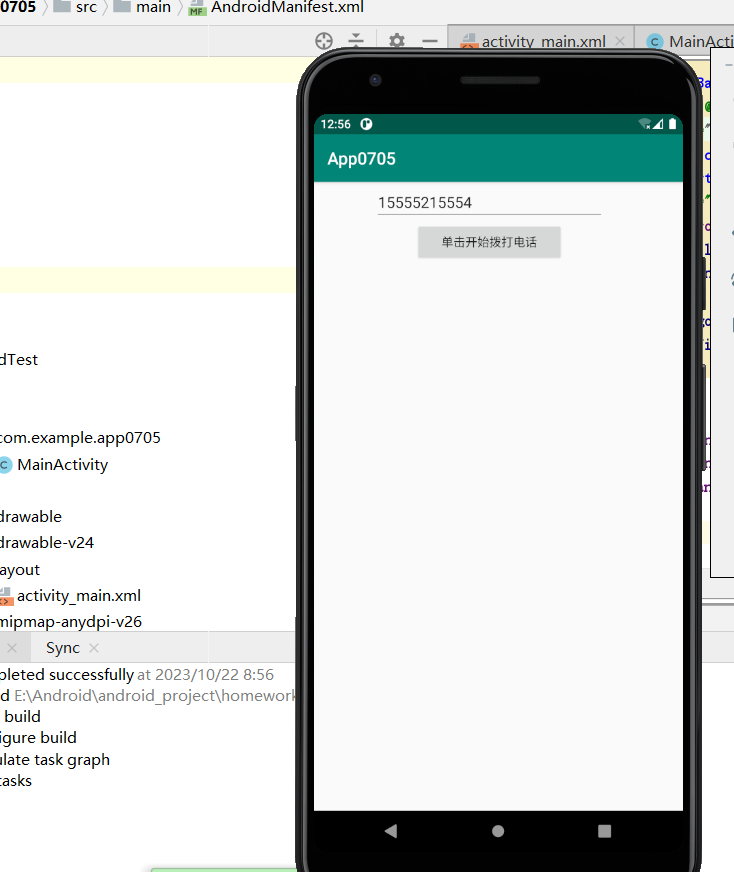 0705 src main AndroidManifest.xml
activity_main.xml MainActi
12:56
App0705
15555215554
单击开始拨打电话
dTest
com.example.app0705
MainActivity
drawable
drawable-v24
ayout
activity_main.xml
mipmap-anydpi-v26
Sync
pleted successfully at 2023/10/22 8:56
d E:\Android\android_project\homework
build
igure build
ulate task graph
tasks